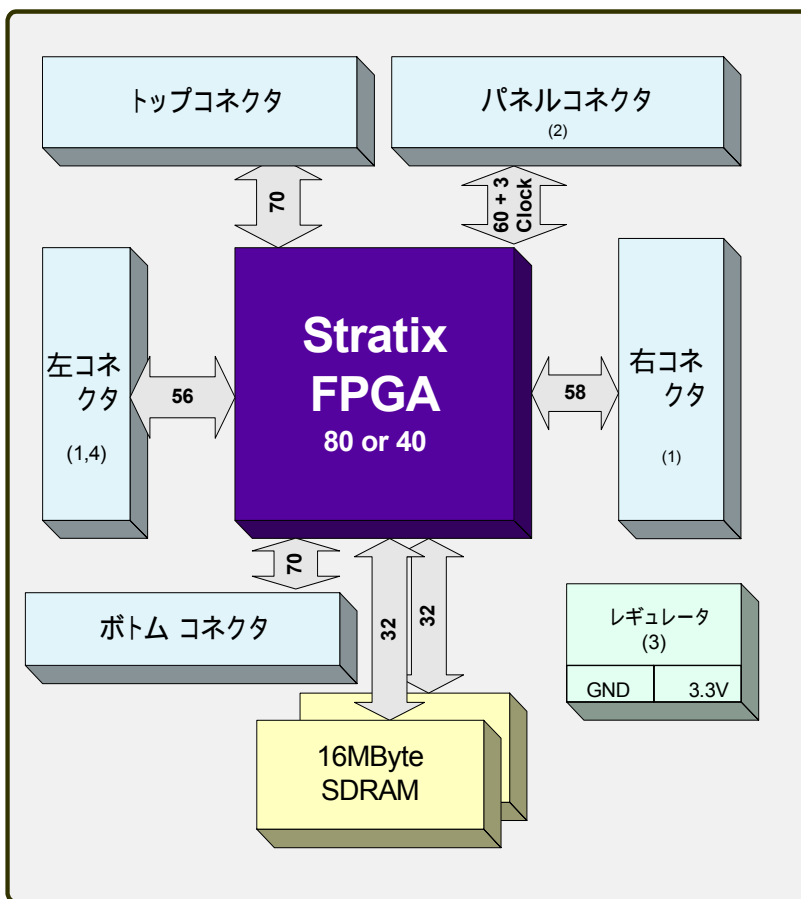 トップコネクタ
パネルコネクタ
(2)
70
60 + 3
Clock
左コネ
クタ
(1,4)
56
Stratix
FPGA
80 or 40
58
右コネ
クタ
(1)
70
ボトム コネクタ
32
32
レギュレータ
(3)
GND
3.3V
16MByte
SDRAM